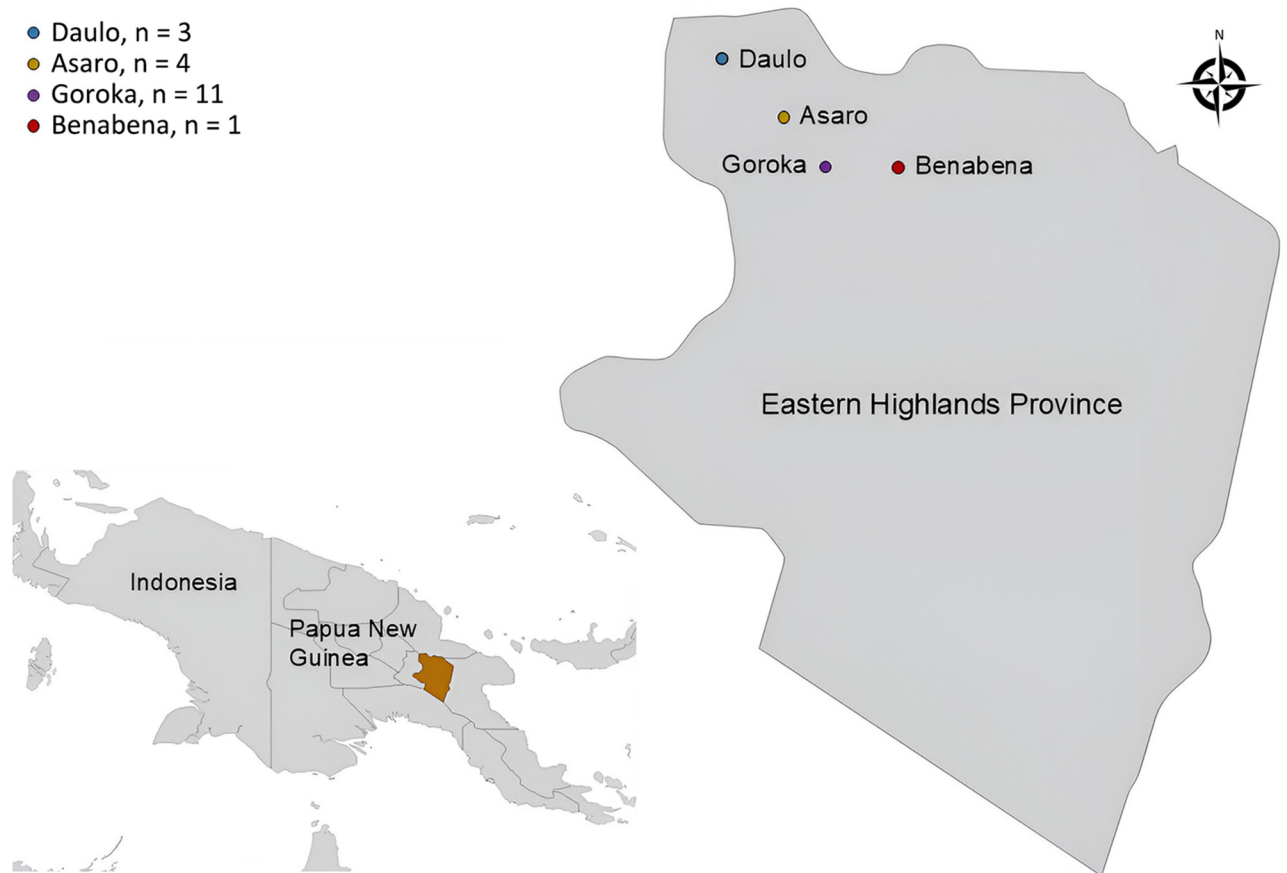 Daulo, n = 3
Asaro, n = 4
Goroka, n = 11
Benabena, n = 1
N
Daulo
Asaro
Goroka
Benabena
Eastern Highlands Province
Indonesia
Papua New
Guinea